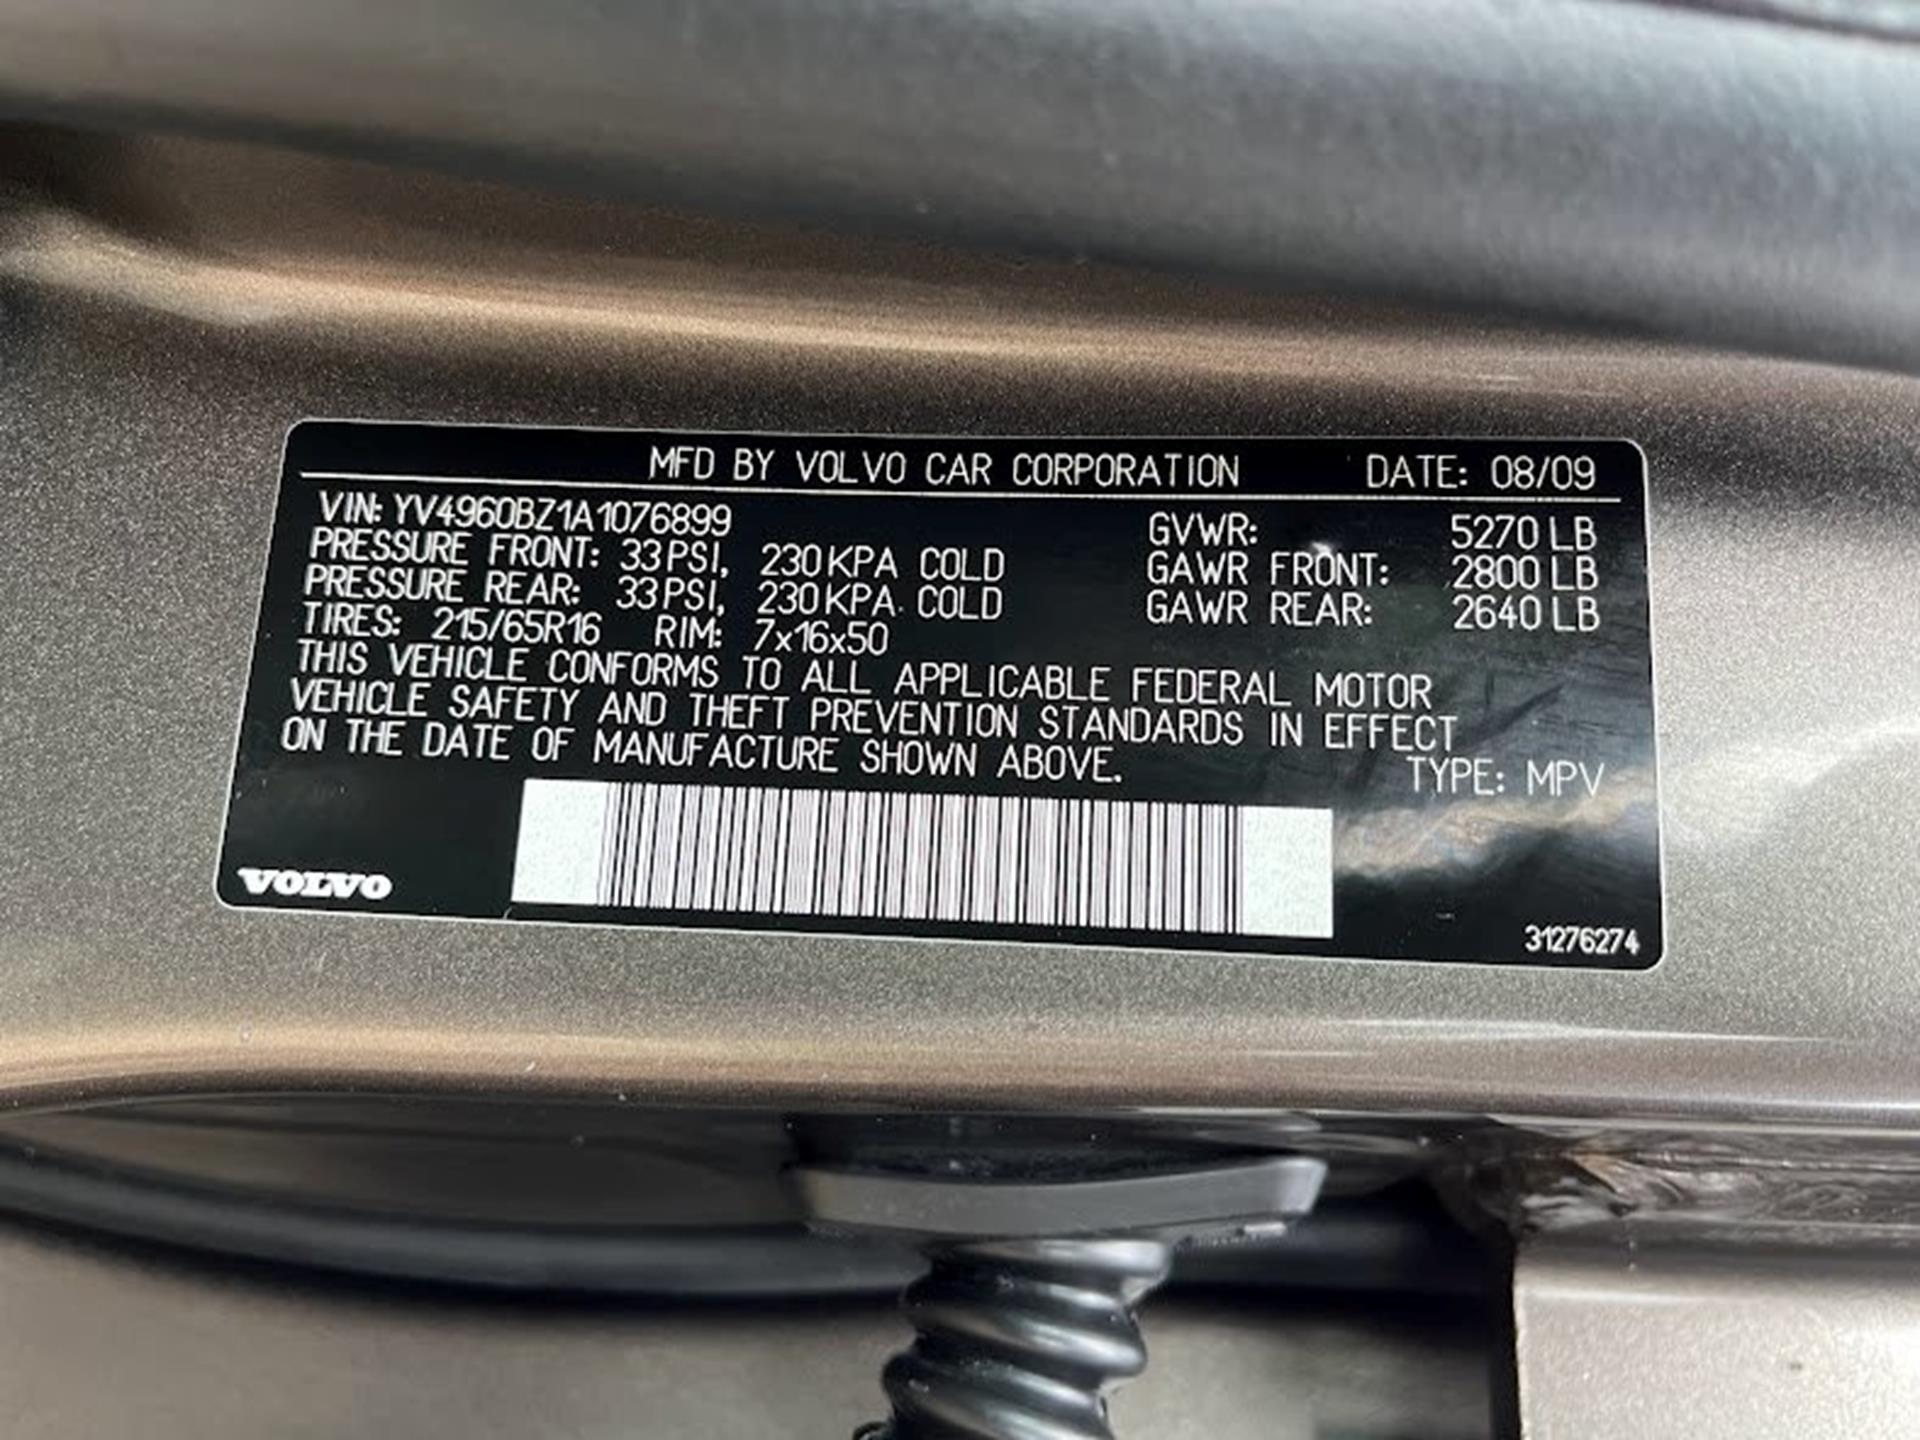 MFD BY VOLVO CAR CORPORATION DATE: 08/09
VIN: YV4960BZ1A1076899 GVWR: 5270 LB
PRESSURE FRONT: 33 PSI, 230 KPA COLD GAWR FRONT: 2800 LB
PRESSURE REAR: 33 PSI, 230 KPA COLD GAWR REAR: 2640 LB
TIRES: 215/65R16 RIM: 7x16x50
THIS VEHICLE CONFORMS TO ALL APPLICABLE FEDERAL MOTOR
VEHICLE SAFETY AND THEFT PREVENTION STANDARDS IN EFFECT
ON THE DATE OF MANUFACTURE SHOWN ABOVE.
TYPE: MPV
VOLVO
31276274